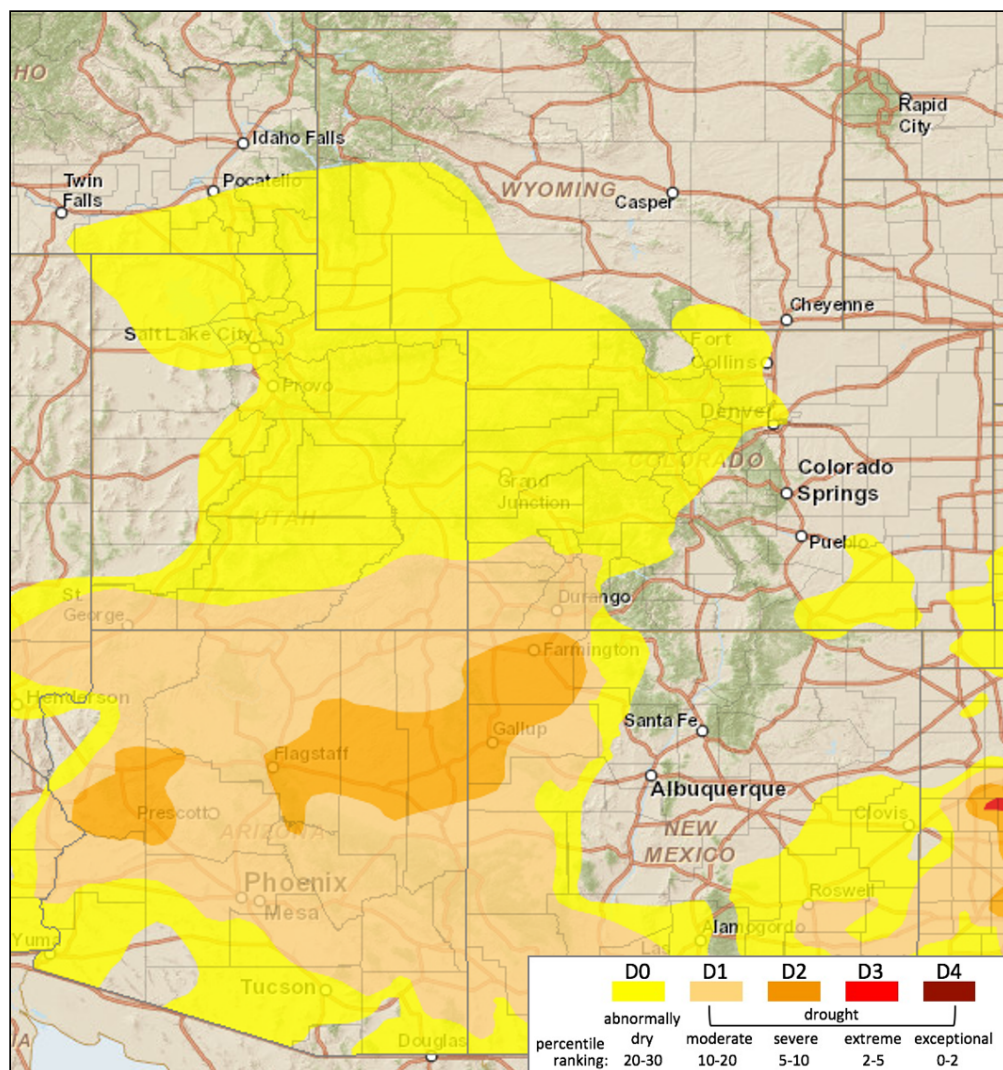 HO
Idaho Falls
Rapid
City
Twin
Falls
Pocatello
WYOMING
Casper
Cheyenne
Salt Lake City
Fort
Collins
Provo
Denver
COLORADO
Grand
Junction
Colorado
Springs
UTAH
Pueblo
St
George
Durango
Farmington
Henderson
Santa Fe
Gallup
Flagstaff
Albuquerque
Prescott
ARIZONA
Clovis
NEW
MEXICO
Phoenix
Mesa
Roswell
Alamogordo
Las
Yuma
Tucson
Douglas
IA
D0 D1 D2 D3 D4
drought
abnormally
dry moderate severe extreme exceptional
percentile
ranking: 20-30 10-20 5-10 2-5 0-2